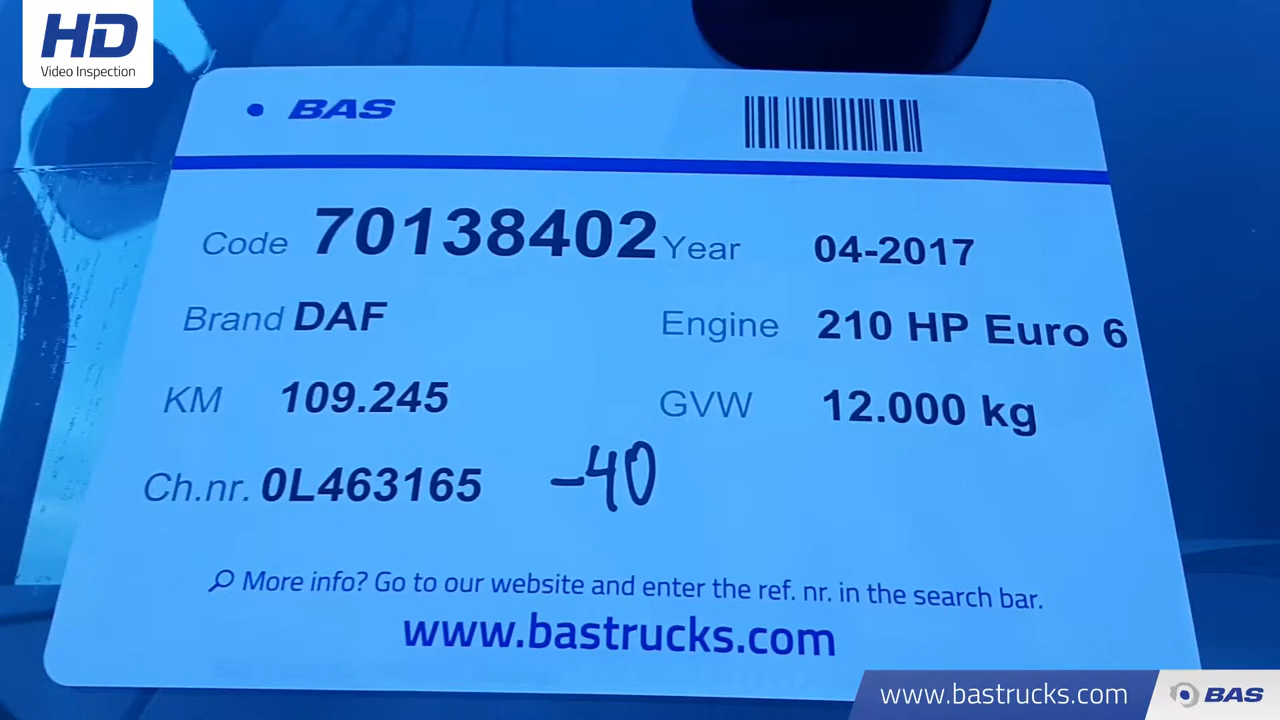 HD
Video Inspection
BAS
Code 70138402 Year 04-2017
Brand DAF Engine 210 HP Euro 6
KM 109.245 GVW 12.000 kg
Ch.nr. 0L463165 -40
More info? Go to our website and enter the ref. nr. in the search bar.
www.bastrucks.com
www.bastrucks.com BAS